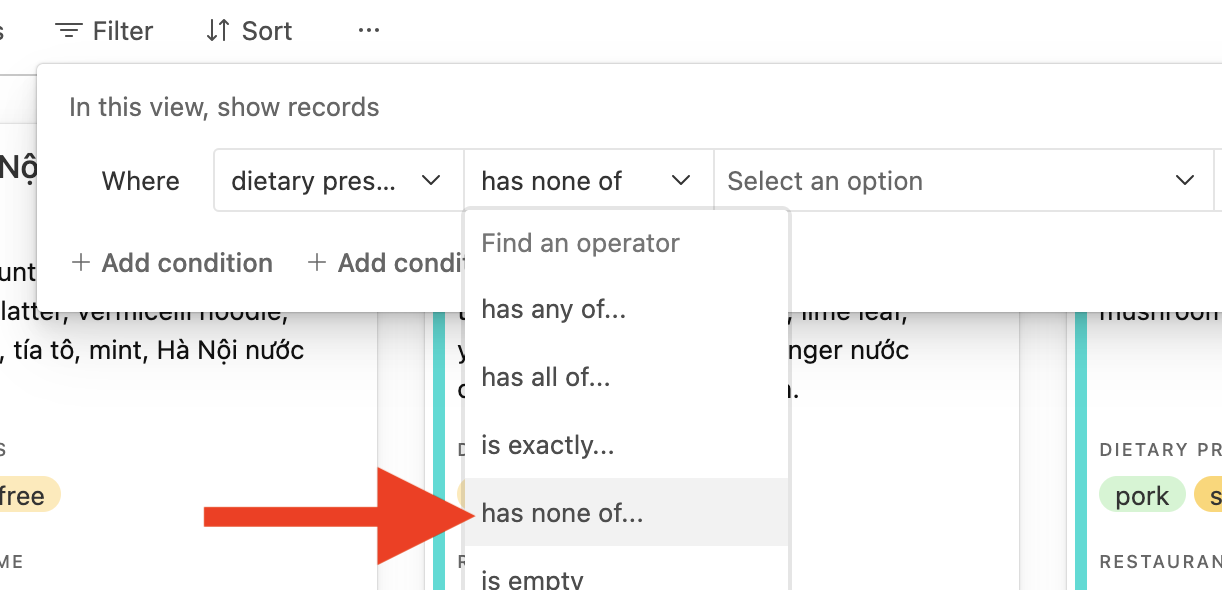 Filter Sort ...
In this view, show records
Nộ
Where dietary pres... has none of Select an option
+ Add condition + Add condit
Find an operator
has any of...
has all of...
is exactly...
has none of...
is empty
unt
latter, vermicelli noodle,
, tía tô, mint, Hà Nội nước
free
ME
, lime leaf,
nger nước
mushroom
DIETARY PR
pork s
RESTAURAN